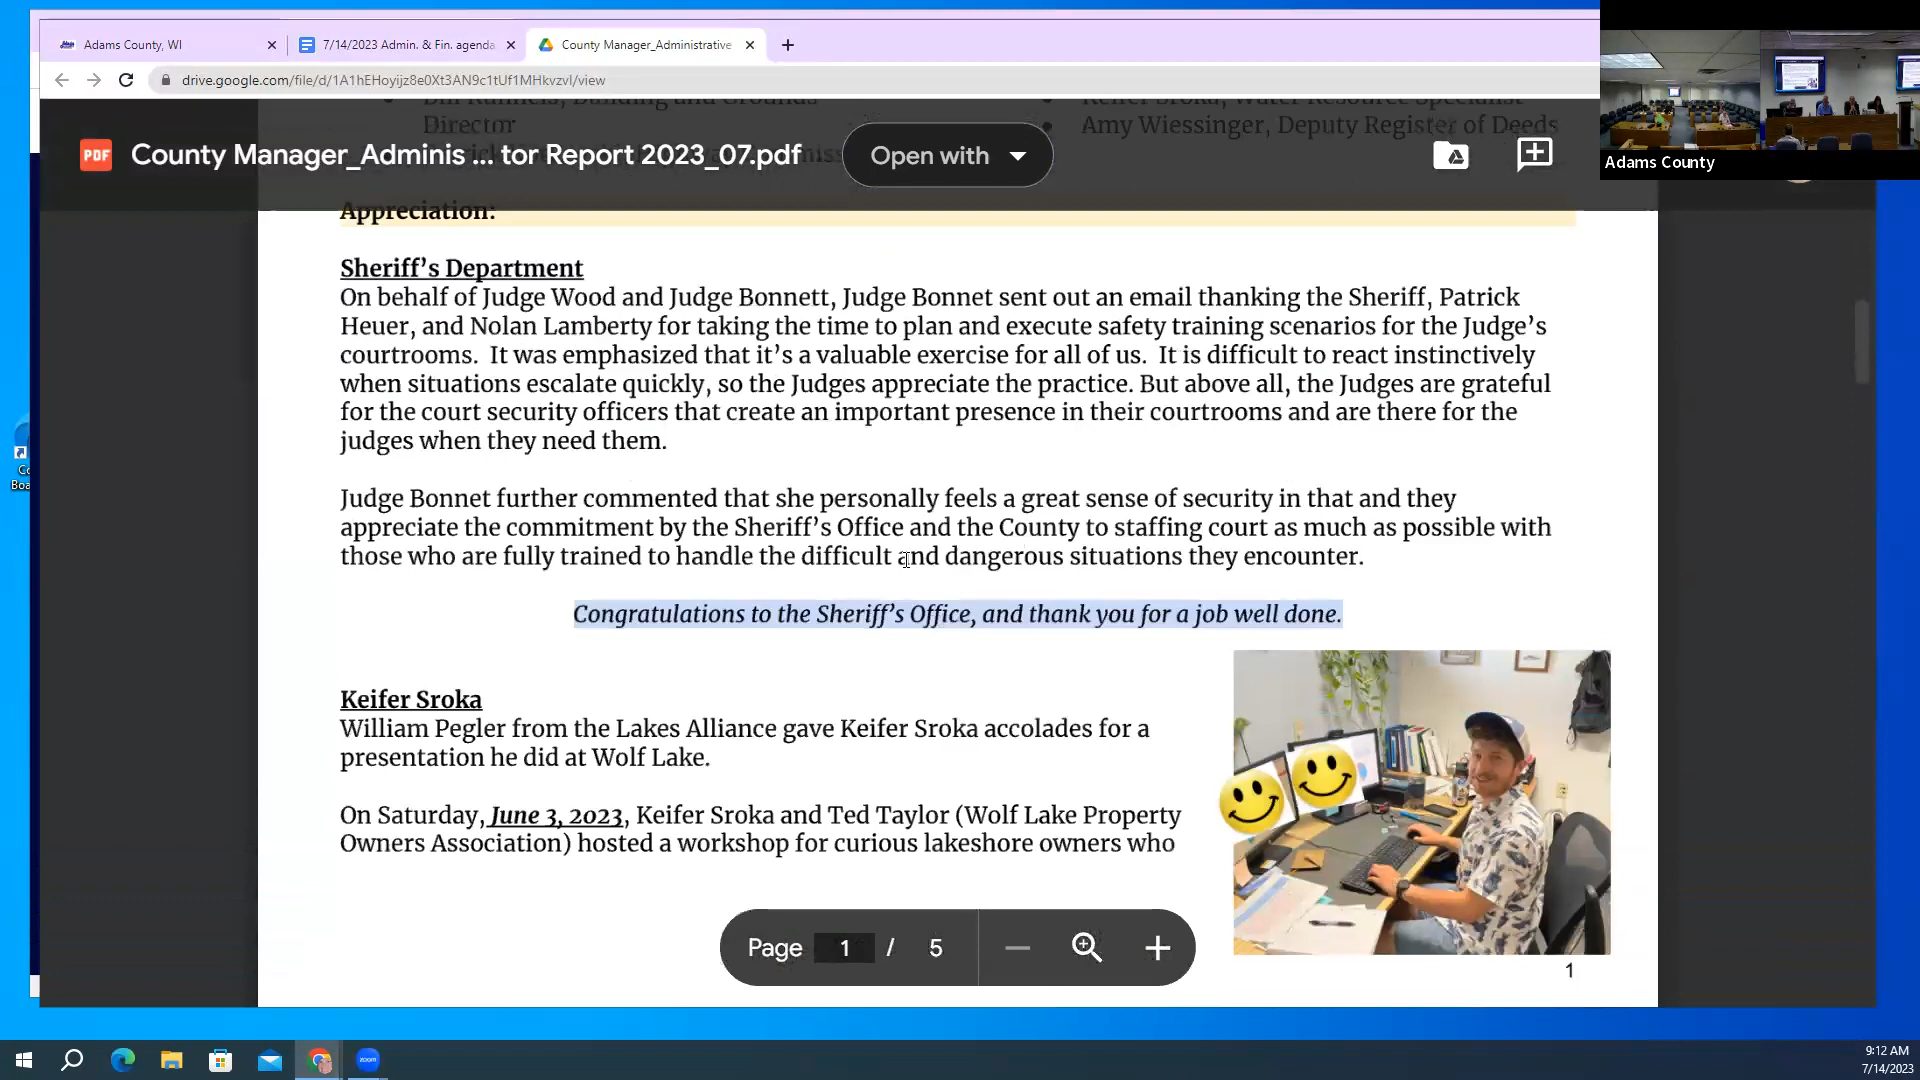 Adams County, WI
7/14/2023 Admin. & Fin. agenda
County Manager_Administrative
drive.google.com/file/d/1A1hEHoyijz8e0Xt3AN9c1tUf1MHkvzvI/view
Adams County
Director
Keifer Sroka, Water Resource Specialist
Amy Wiessinger, Deputy Register of Deeds
PDF
County Manager_Adminis ... tor Report 2023_07.pdf
Open with
Appreciation:
Sheriff's Department
On behalf of Judge Wood and Judge Bonnett, Judge Bonnet sent out an email thanking the Sheriff, Patrick
Heuer, and Nolan Lamberty for taking the time to plan and execute safety training scenarios for the Judge's
courtrooms. It was emphasized that it's a valuable exercise for all of us. It is difficult to react instinctively
when situations escalate quickly, so the Judges appreciate the practice. But above all, the Judges are grateful
for the court security officers that create an important presence in their courtrooms and are there for the
judges when they need them.
Judge Bonnet further commented that she personally feels a great sense of security in that and they
appreciate the commitment by the Sheriff's Office and the County to staffing court as much as possible with
those who are fully trained to handle the difficult and dangerous situations they encounter.
Congratulations to the Sheriff's Office, and thank you for a job well done.
Keifer Sroka
William Pegler from the Lakes Alliance gave Keifer Sroka accolades for a
presentation he did at Wolf Lake.
On Saturday, June 3, 2023, Keifer Sroka and Ted Taylor (Wolf Lake Property
Owners Association) hosted a workshop for curious lakeshore owners who
Page 1 / 5
1
zoom
9:12 AM
7/14/2023